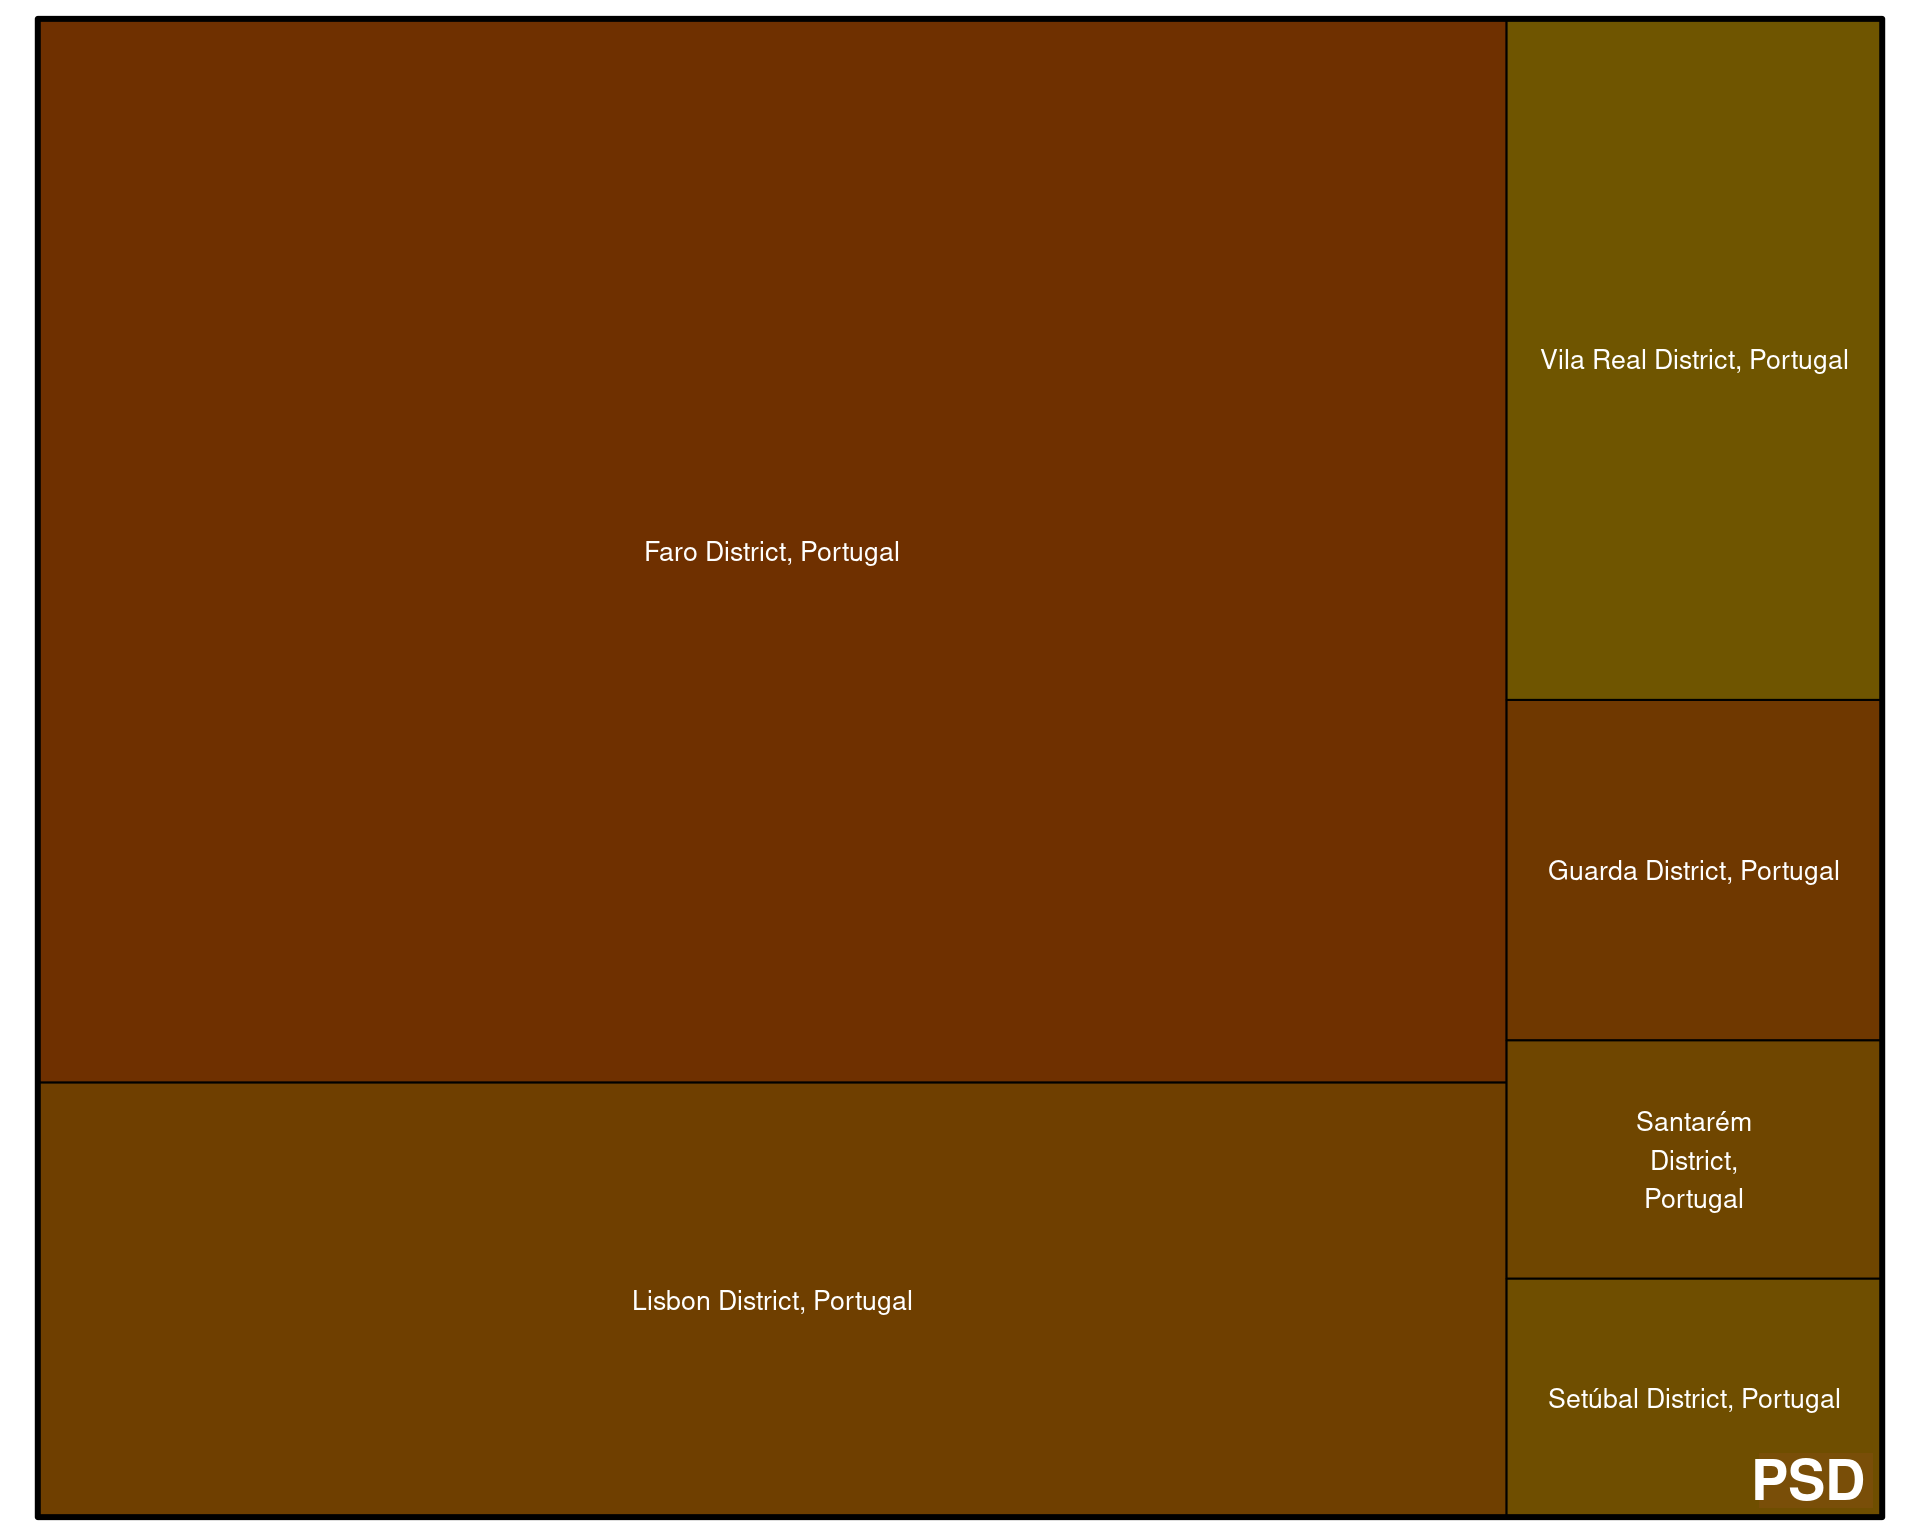 Faro District, Portugal
Lisbon District, Portugal
Vila Real District, Portugal
Guarda District, Portugal
Santarém
District,
Portugal
Setúbal District, Portugal
PSD